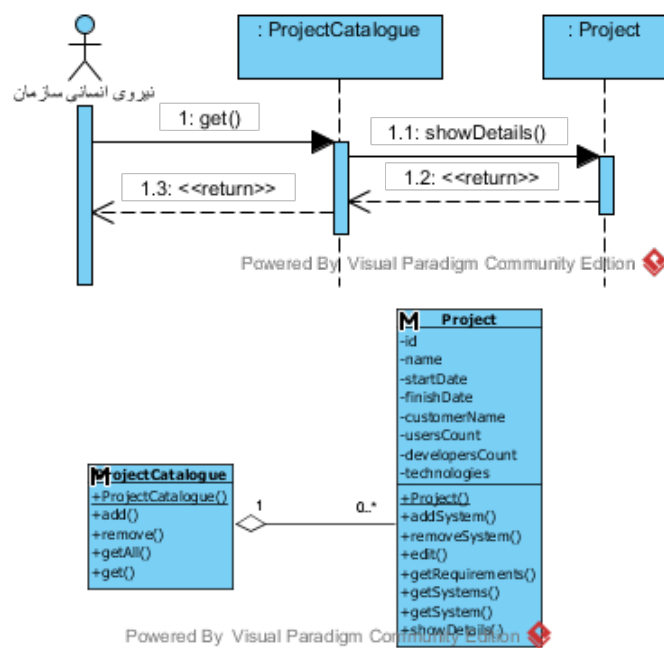 : ProjectCatalogue
: Project
نیروی انسانی سازمان
1: get()
1.1: showDetails()
1.2: <<return>>
1.3: <<return>>
Powered By Visual Paradigm Community Edition
M Project
-id
-name
-startDate
-finishDate
-customerName
-usersCount
-developersCount
-technologies
+Project()
+addSystem()
+removeSystem()
+edit()
+getRequirements()
+getSystems()
+getSystem()
+showDetails()
M ProjectCatalogue
+ProjectCatalogue()
+add()
+remove()
+getAll()
+get()
1
0..*
Powered By Visual Paradigm Community Edition